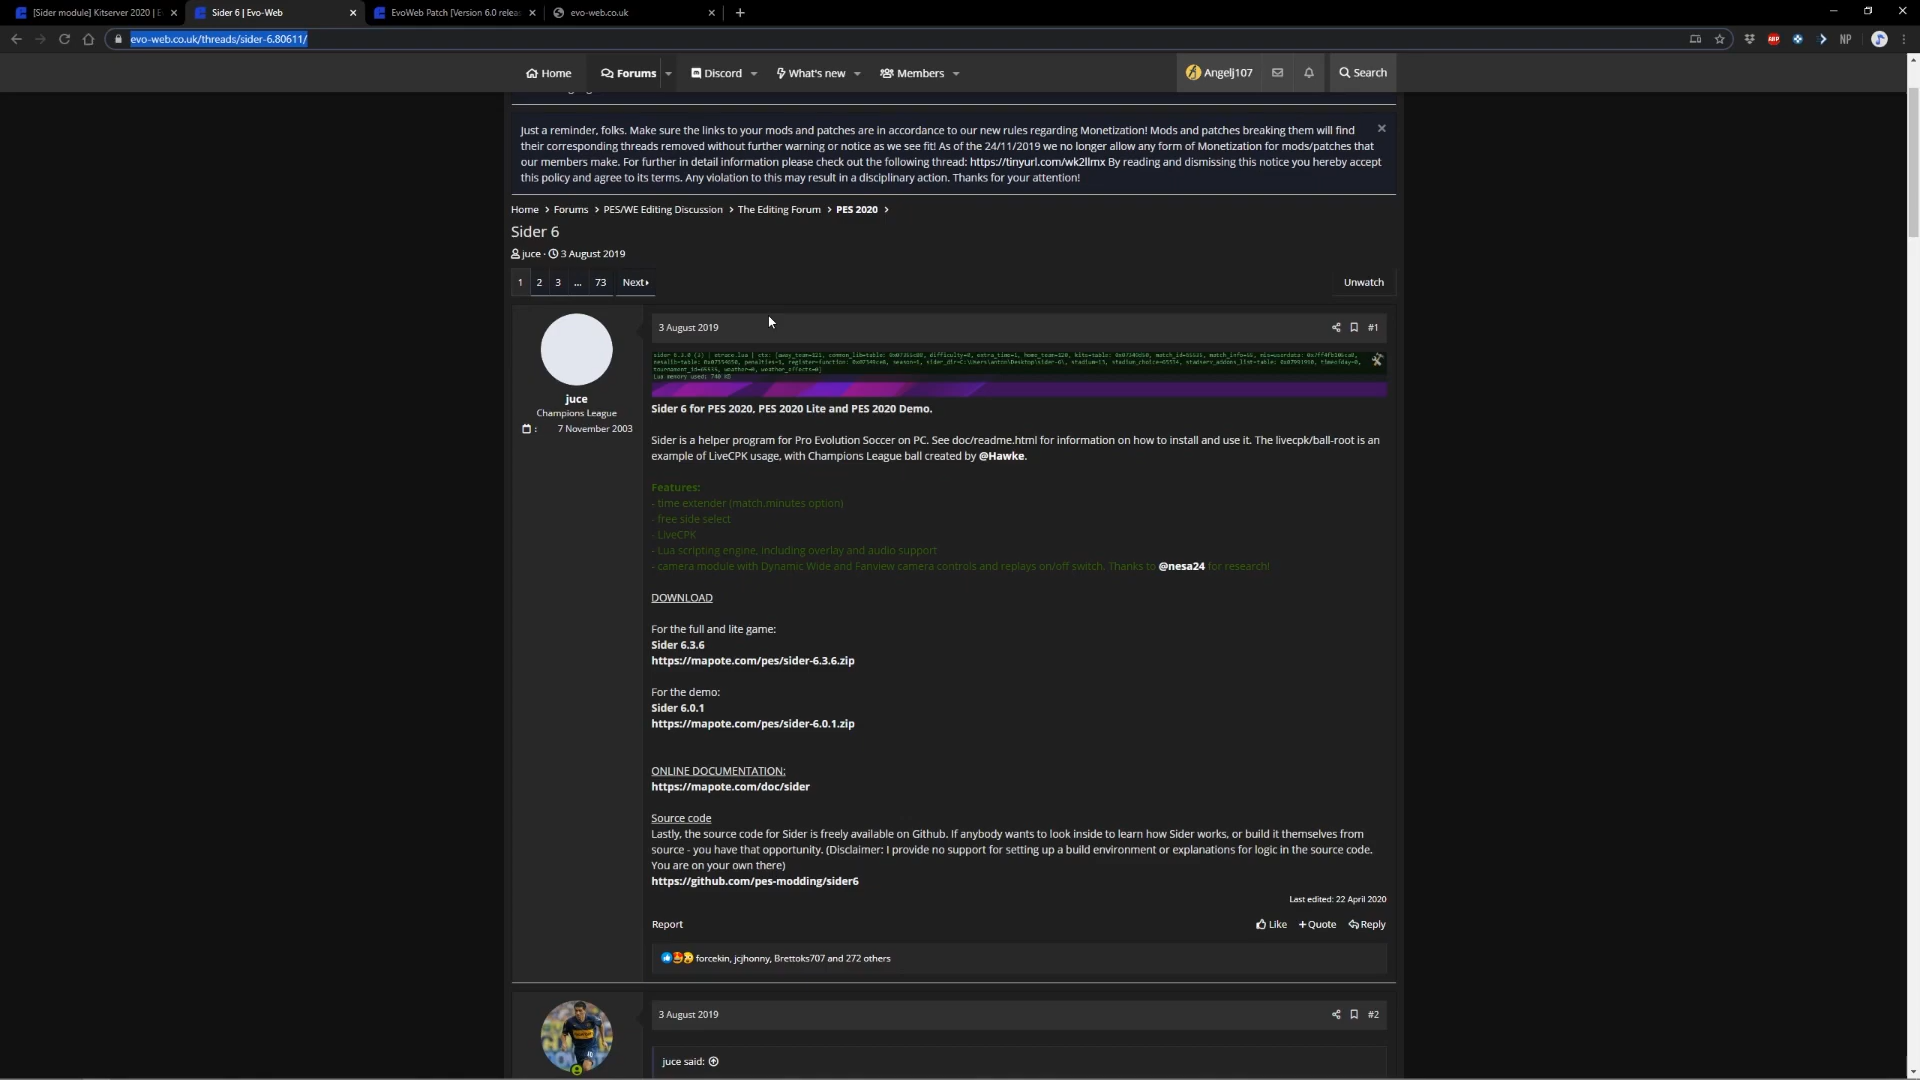 [Sider module] Kitserver 2020 | E
Sider 6 | Evo-Web
EvoWeb Patch [Version 6.0 relea
evo-web.co.uk
evo-web.co.uk/threads/sider-6.80611/
ABP
NP
Home
Forums
Discord
What's new
Members
Angelj107
Search
Just a reminder, folks. Make sure the links to your mods and patches are in accordance to our new rules regarding Monetization! Mods and patches breaking them will find
their corresponding threads removed without further warning or notice as we see fit! As of the 24/11/2019 we no longer allow any form of Monetization for mods/patches that
our members make. For further in detail information please check out the following thread: https://tinyurl.com/wk2llmx By reading and dismissing this notice you hereby accept
this policy and agree to its terms. Any violation to this may result in a disciplinary action. Thanks for your attention!
Home > Forums > PES/WE Editing Discussion > The Editing Forum > PES 2020 >
Sider 6
juce · 3 August 2019
1 2 3 ... 73 Next
Unwatch
3 August 2019
#1
juce
Champions League
: 7 November 2003
Lua memory used: 740 KB
Sider 6 for PES 2020, PES 2020 Lite and PES 2020 Demo.
Sider is a helper program for Pro Evolution Soccer on PC. See doc/readme.html for information on how to install and use it. The livecpk/ball-root is an
example of LiveCPK usage, with Champions League ball created by @Hawke.
Features:
- time extender (match.minutes option)
- free side select
- LiveCPK
- Lua scripting engine, including overlay and audio support
- camera module with Dynamic Wide and Fanview camera controls and replays on/off switch. Thanks to @nesa24 for research!
DOWNLOAD
For the full and lite game:
Sider 6.3.6
https://mapote.com/pes/sider-6.3.6.zip
For the demo:
Sider 6.0.1
https://mapote.com/pes/sider-6.0.1.zip
ONLINE DOCUMENTATION:
https://mapote.com/doc/sider
Source code
Lastly, the source code for Sider is freely available on Github. If anybody wants to look inside to learn how Sider works, or build it themselves from
source - you have that opportunity. (Disclaimer: I provide no support for setting up a build environment or explanations for logic in the source code.
You are on your own there)
https://github.com/pes-modding/sider6
Last edited: 22 April 2020
Report
Like + Quote Reply
forcekin, jcjhonny, Brettoks707 and 272 others
3 August 2019
#2
juce said: